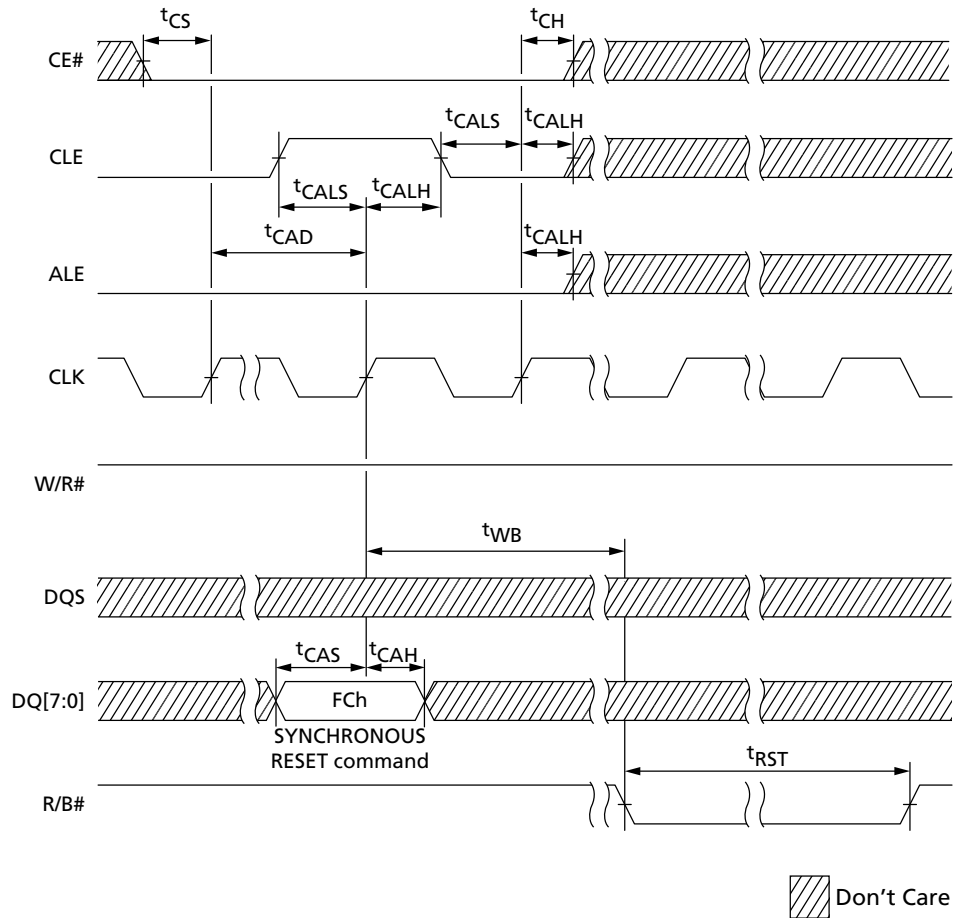 tCS
tCH
CE#
tCALS
tCALH
CLE
tCALS
tCALH
tCAD
tCALH
ALE
CLK
W/R#
tWB
DQS
tCAS
tCAH
DQ[7:0]
FCh
SYNCHRONOUS
RESET command
tRST
R/B#
Don't Care